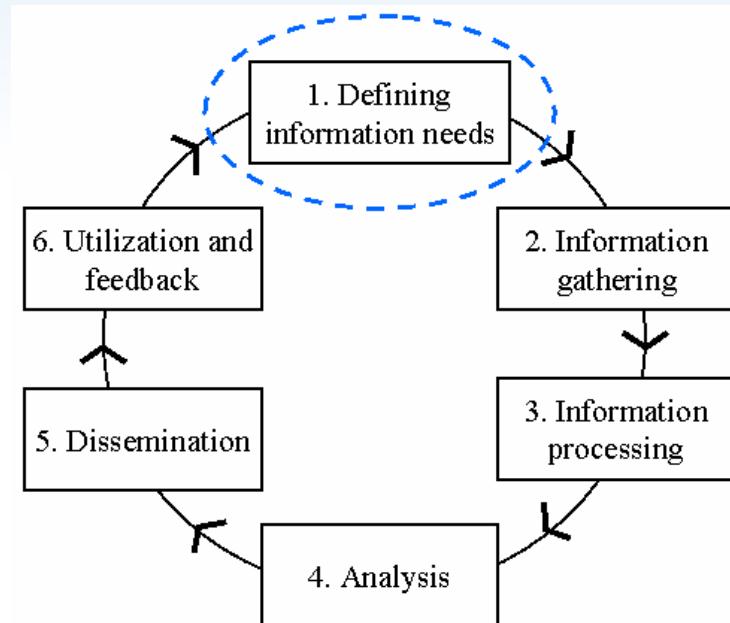 1. Defining
information needs
2. Information
gathering
3. Information
processing
4. Analysis
5. Dissemination
6. Utilization and
feedback